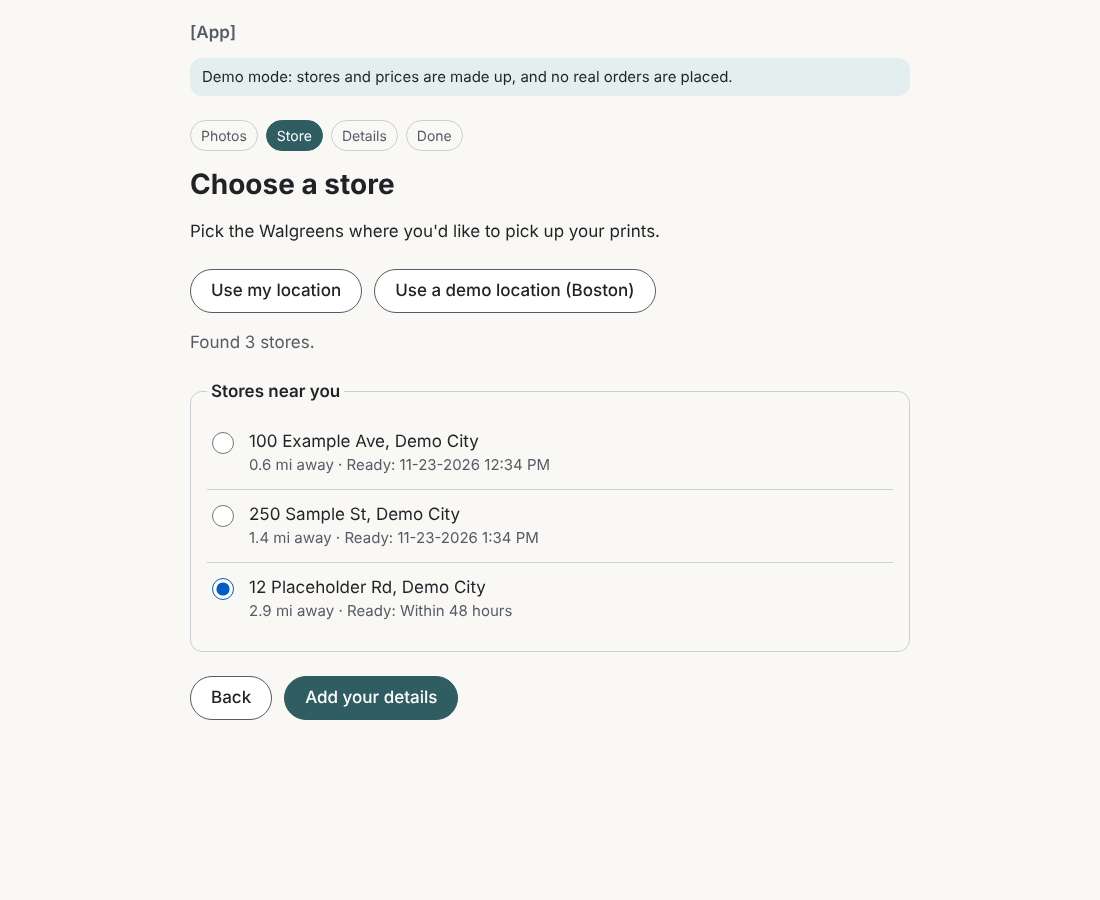 [App]
Demo mode: stores and prices are made up, and no real orders are placed.
Photos
Store
Details
Done
Choose a store
Pick the Walgreens where you'd like to pick up your prints.
Use my location
Use a demo location (Boston)
Found 3 stores.
Stores near you
100 Example Ave, Demo City
0.6 mi away · Ready: 11-23-2026 12:34 PM
250 Sample St, Demo City
1.4 mi away · Ready: 11-23-2026 1:34 PM
12 Placeholder Rd, Demo City
2.9 mi away · Ready: Within 48 hours
Back
Add your details